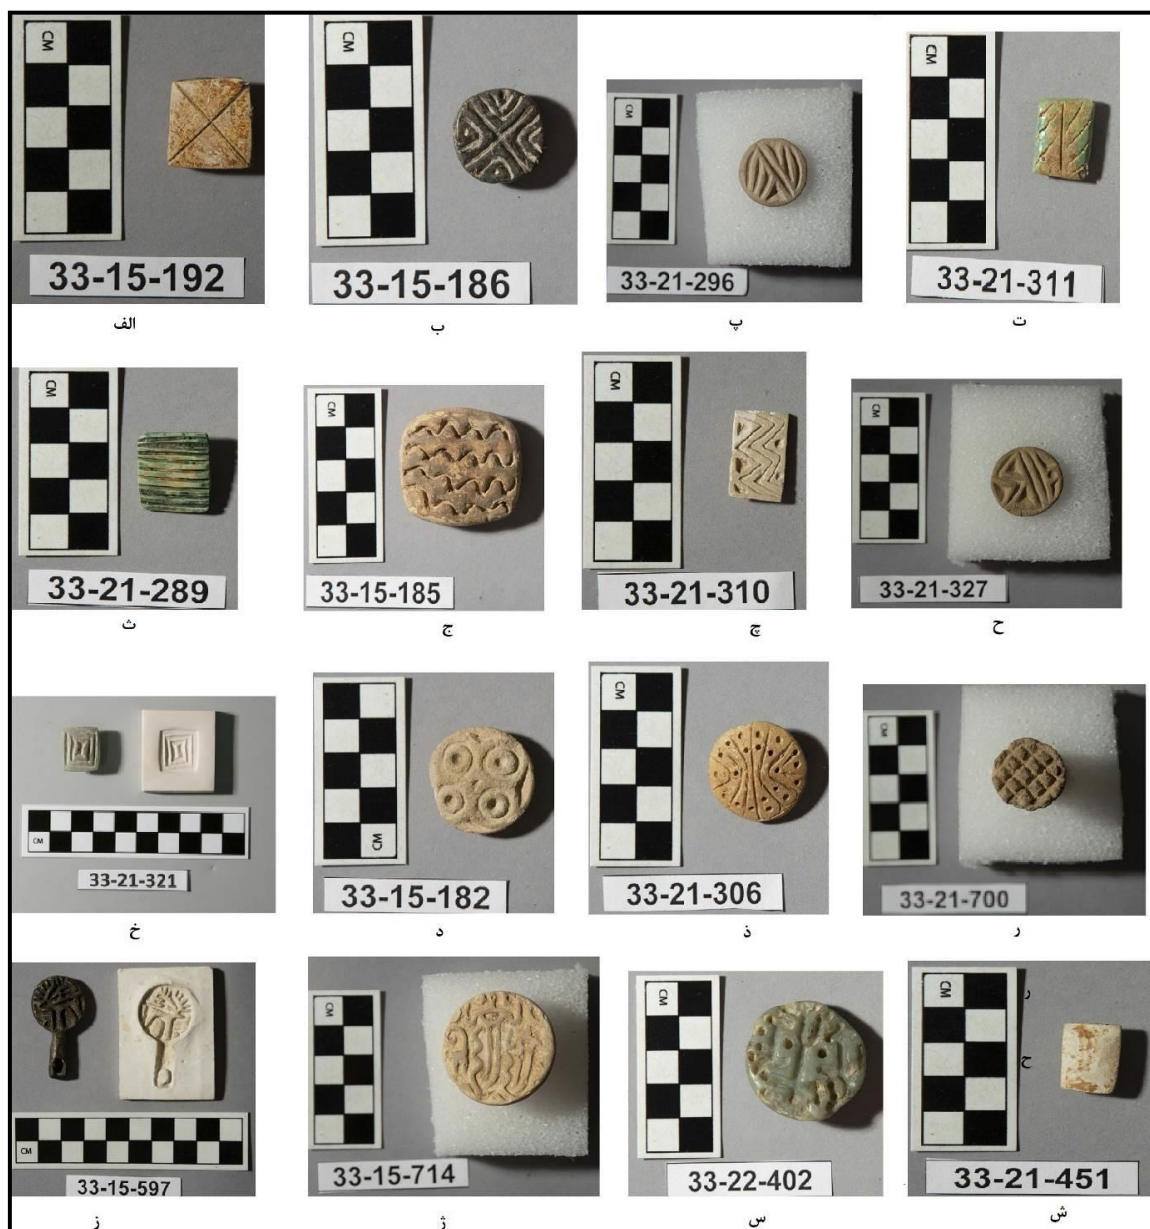 CM
33-15-192
CM
33-15-186
CM
33-21-296
CM
33-21-311
الف
ب
پ
ت
CM
33-21-289
CM
33-15-185
CM
33-21-310
CM
33-21-327
ث
ج
چ
ح
CM
33-21-321
CM
33-15-182
CM
33-21-306
CM
33-21-700
خ
د
ذ
ر
CM
33-15-597
CM
33-15-714
CM
33-22-402
CM
ر
ح
33-21-451
ز
ژ
س
ش